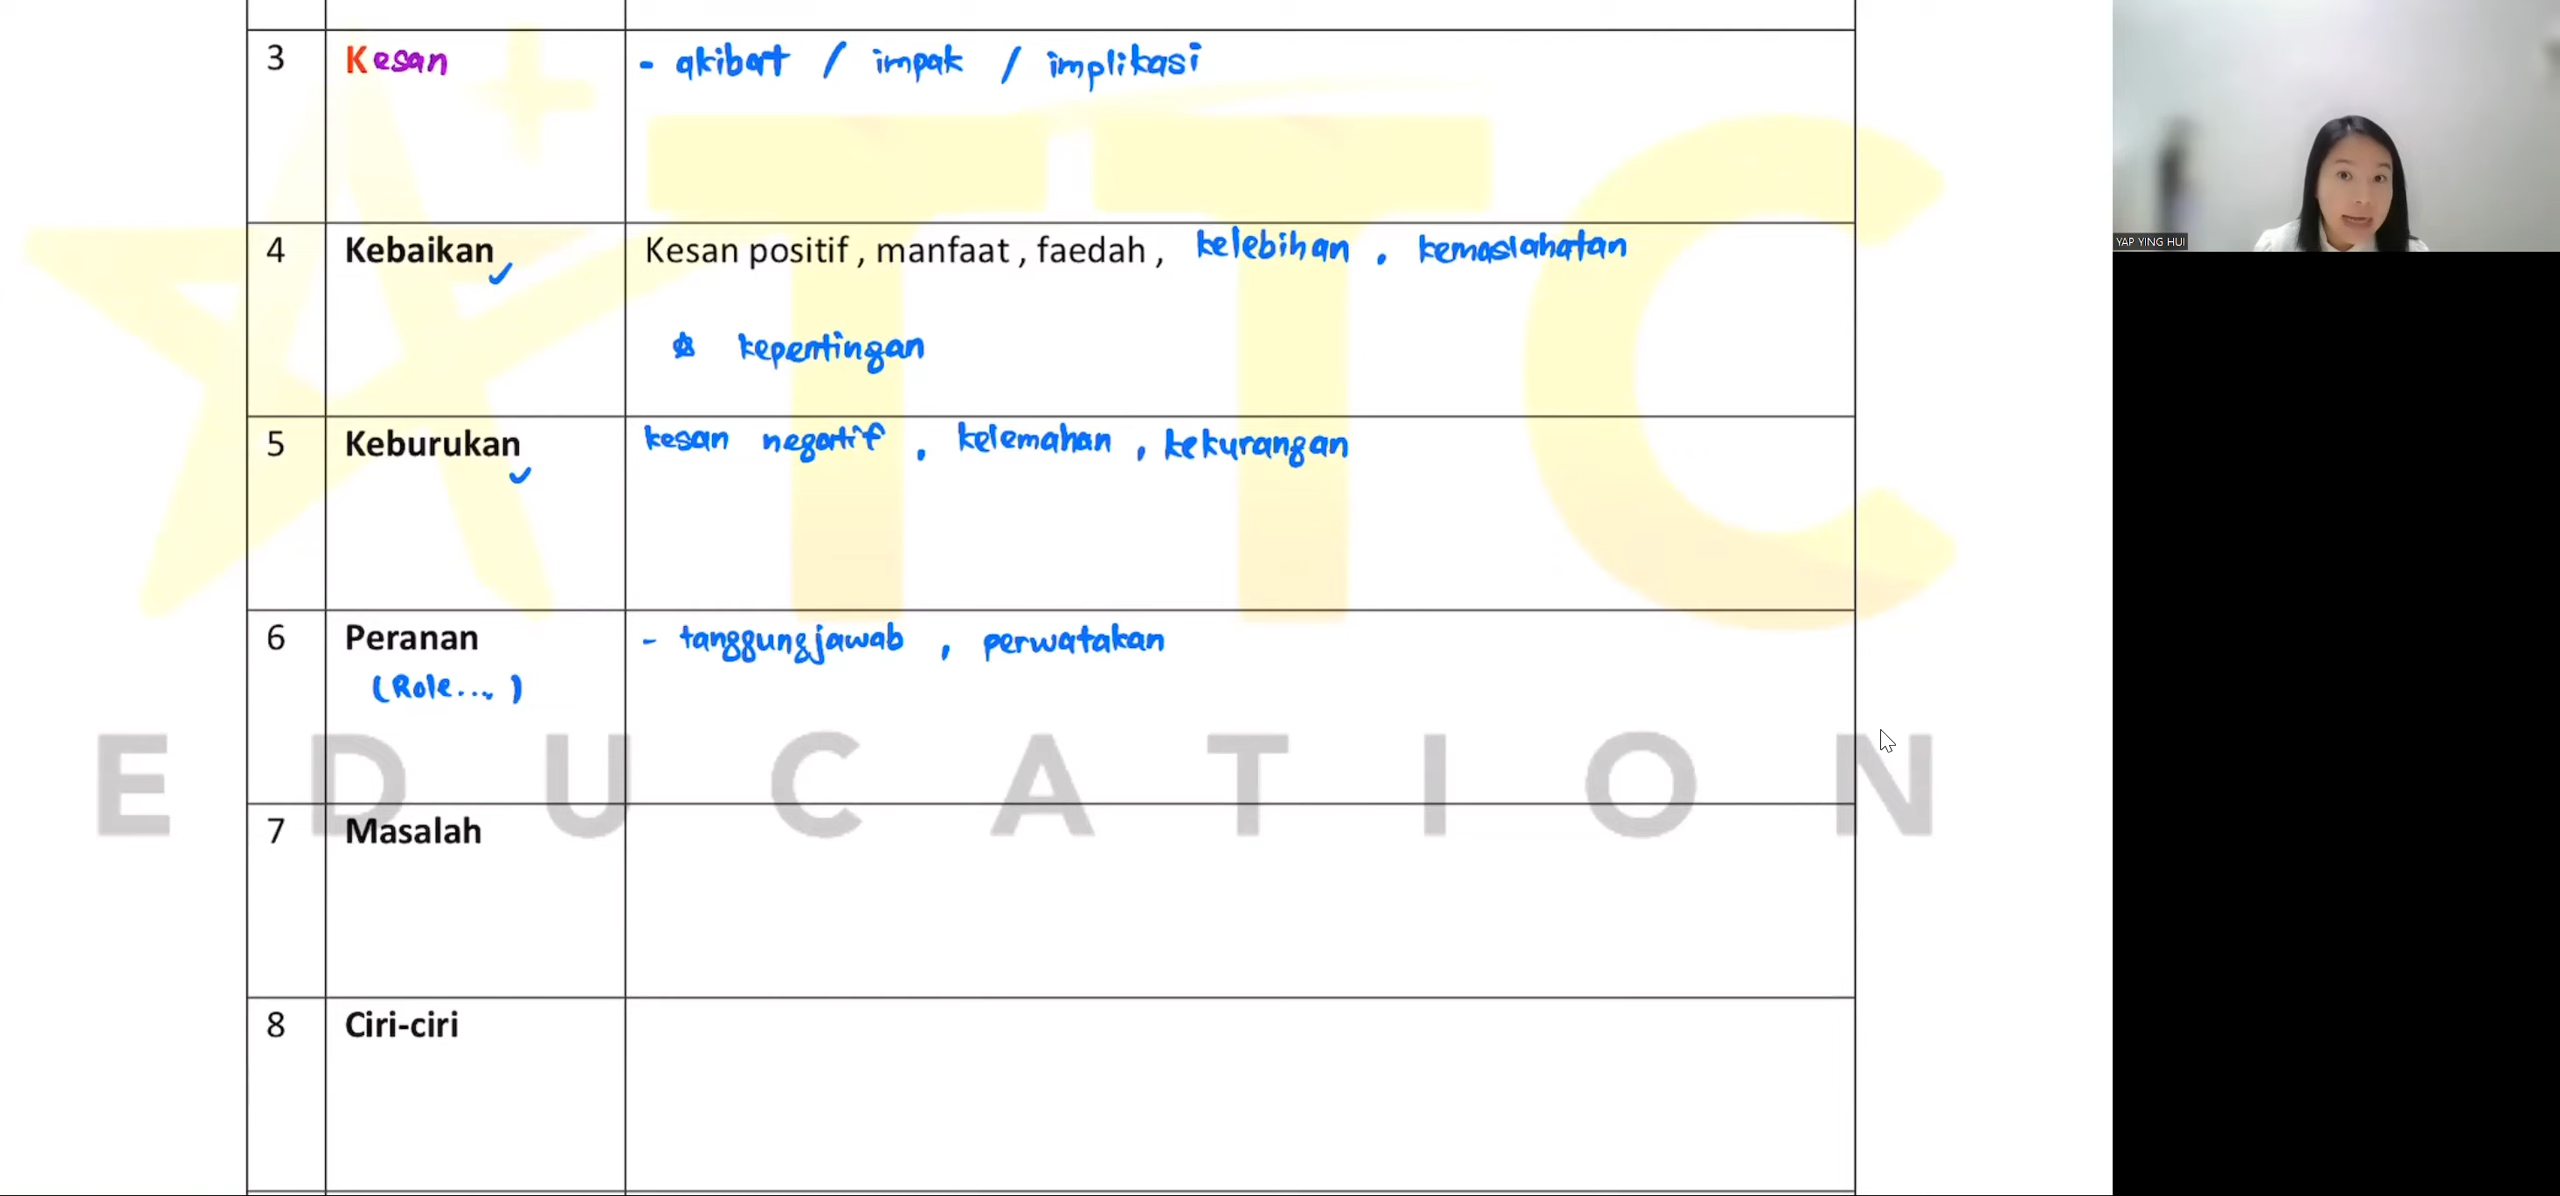 3 Kesan - akibat / impak / implikasi
YAP YING HUI
4 Kebaikan Kesan positif , manfaat , faedah , kelebihan , kemaslahatan
kepentingan
5 Keburukan kesan negatif , kelemahan , kekurangan
6 Peranan - tanggungjawab , perwatakan
(Role....)
TTC
E D U C A T I O N
7 Masalah
8 Ciri-ciri